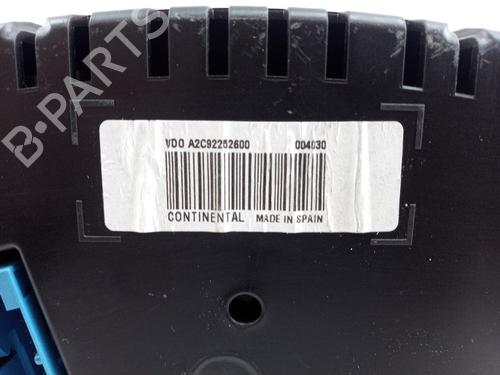 B-PARTS
VDO A2C92252600 004030
CONTINENTAL MADE IN SPAIN